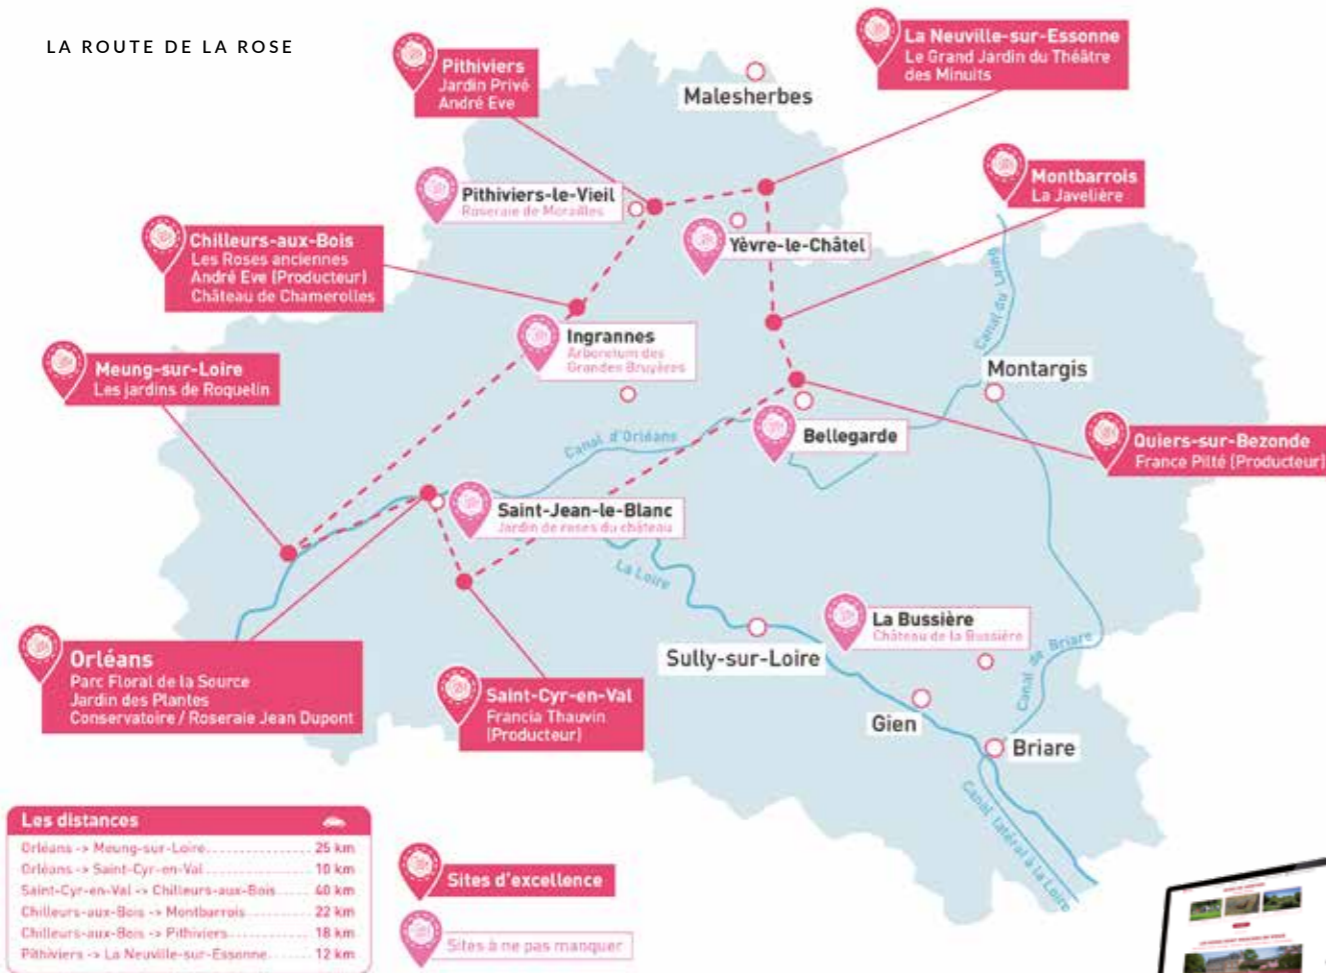 LA ROUTE DE LA ROSE
Pithiviers
Jardin Privé
André Eve
Malesherbes
La Neuville-sur-Essonne
Le Grand Jardin du Théâtre
des Minuits
Montbarrois
La Javelière
Pithiviers-le-Vieil
Roseraie de Morailles
Yèvre-le-Châtel
Chilleurs-aux-Bois
Les Roses anciennes
André Eve (Producteur)
Château de Chamerolles
Ingrannes
Arboretum des
Grandes Bruyères
Canal du Loing
Meung-sur-Loire
Les jardins de Roquelin
Montargis
Canal d'Orléans
Bellegarde
Quiers-sur-Bezonde
France Pilté (Producteur)
Saint-Jean-le-Blanc
Jardin de roses du château
La Loire
La Bussière
Château de la Bussière
Sully-sur-Loire
Canal de Briare
Orléans
Parc Floral de la Source
Jardin des Plantes
Conservatoire / Roseraie Jean Dupont
Saint-Cyr-en-Val
Francia Thauvin
(Producteur)
Gien
Briare
Canal latéral à la Loire
Les distances
Orléans -> Meung-sur-Loire 25 km
Orléans -> Saint-Cyr-en-Val 10 km
Saint-Cyr-en-Val -> Chilleurs-aux-Bois 40 km
Chilleurs-aux-Bois -> Montbarrois 22 km
Chilleurs-aux-Bois -> Pithiviers 18 km
Pithiviers -> La Neuville-sur-Essonne 12 km
Sites d'excellence
Sites à ne pas manquer